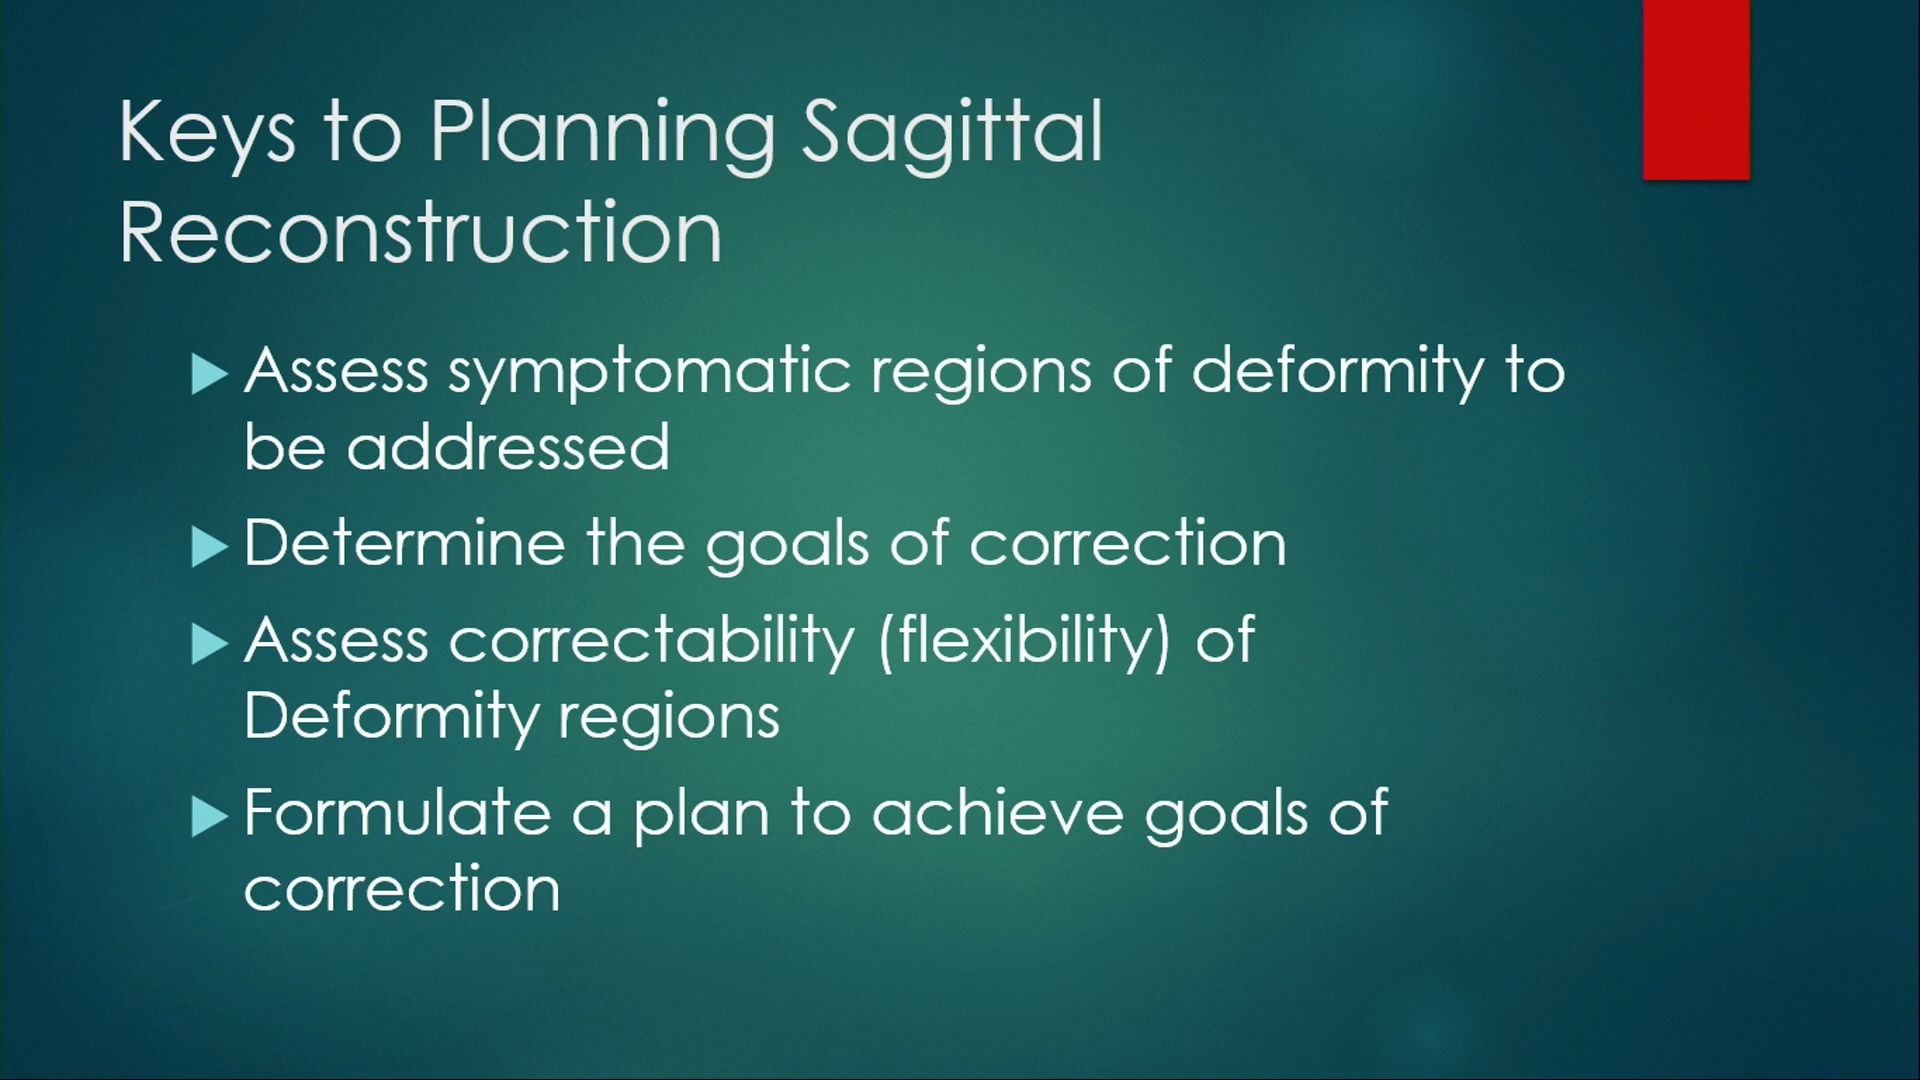 Keys to Planning Sagittal
Reconstruction
Assess symptomatic regions of deformity to
be addressed
Determine the goals of correction
Assess correctability (flexibility) of
Deformity regions
Formulate a plan to achieve goals of
correction